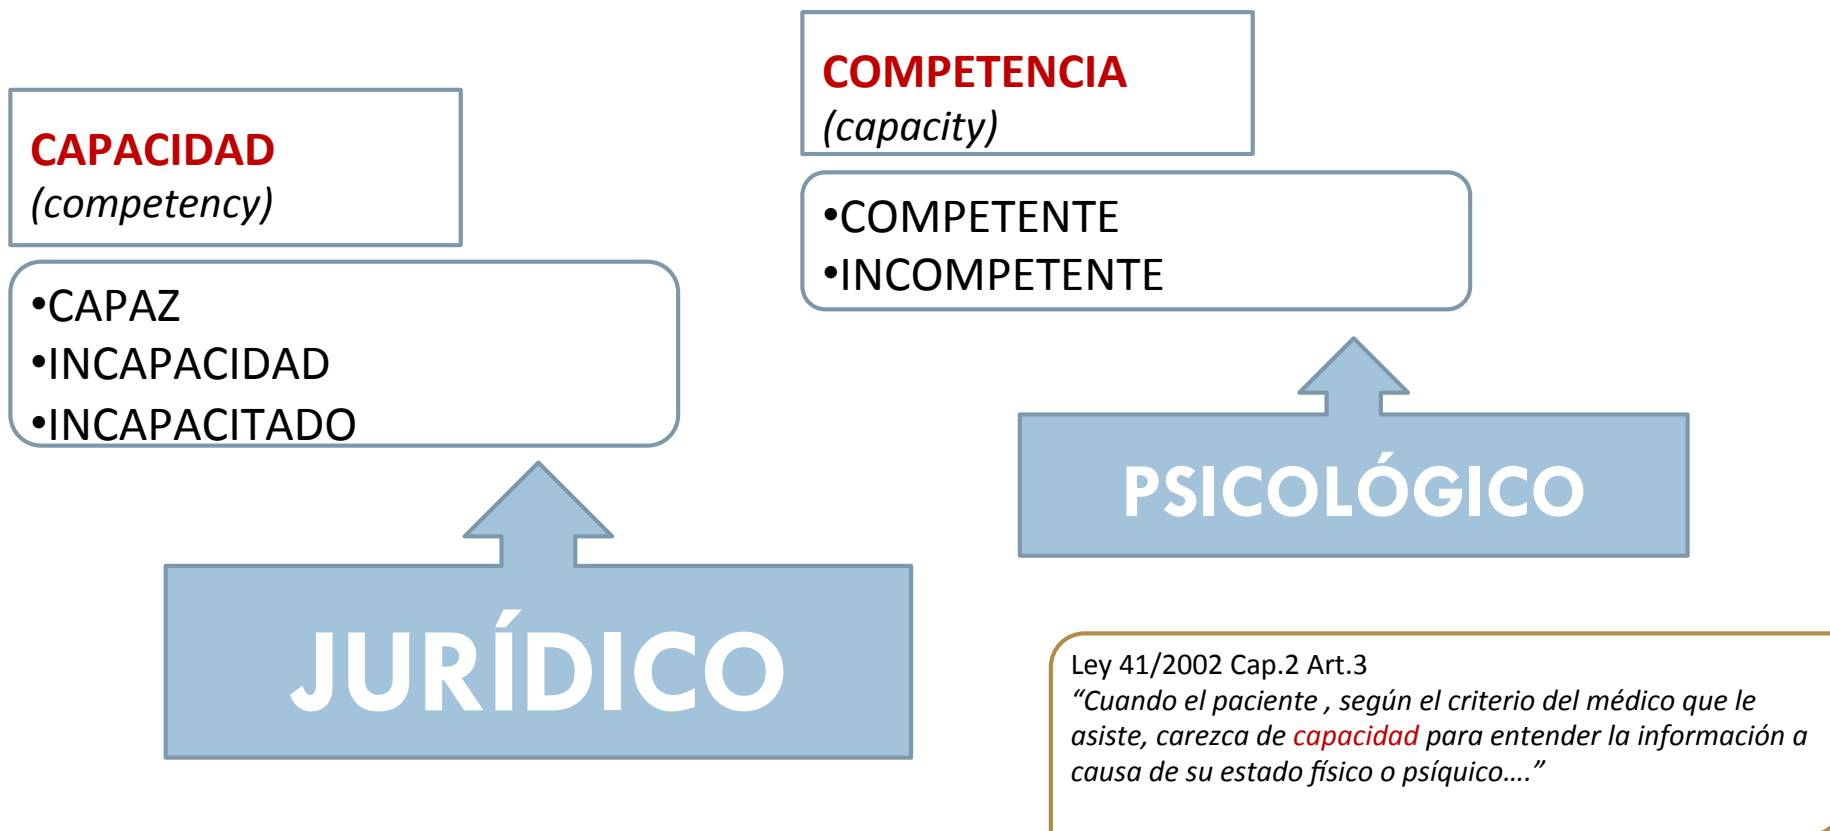 CAPACIDAD
(competency)
•CAPAZ
•INCAPACIDAD
•INCAPACITADO
JURÍDICO
COMPETENCIA
(capacity)
•COMPETENTE
•INCOMPETENTE
PSICOLÓGICO
Ley 41/2002 Cap.2 Art.3
“Cuando el paciente , según el criterio del médico que le
asiste, carezca de capacidad para entender la información a
causa de su estado físico o psíquico….”